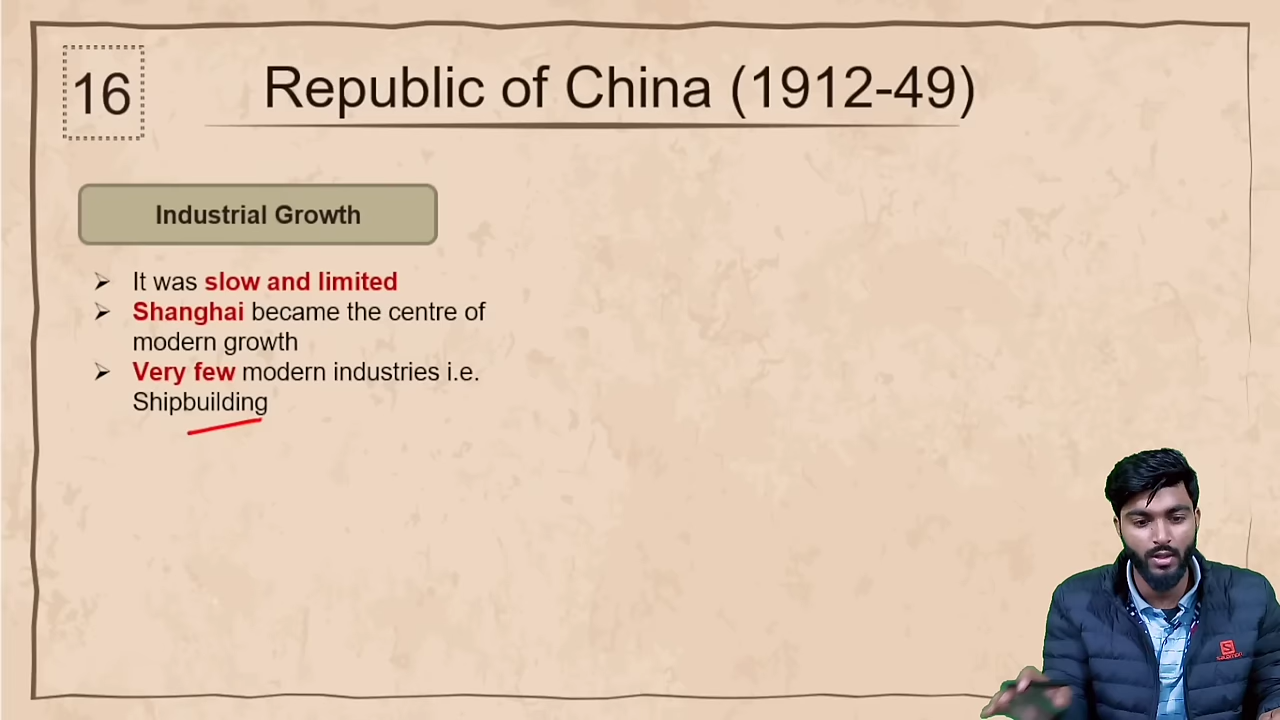 16
Republic of China (1912-49)
Industrial Growth
It was slow and limited
Shanghai became the centre of
modern growth
Very few modern industries i.e.
Shipbuilding